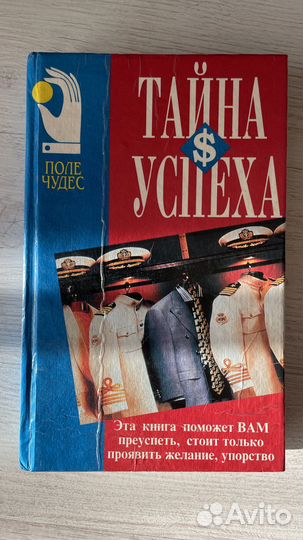 ТАЙНА
$
УСПЕХА
ПОЛЕ
ЧУДЕС
Эта книга поможет ВАМ
преуспеть, стоит только
проявить желание, упорство
Avito